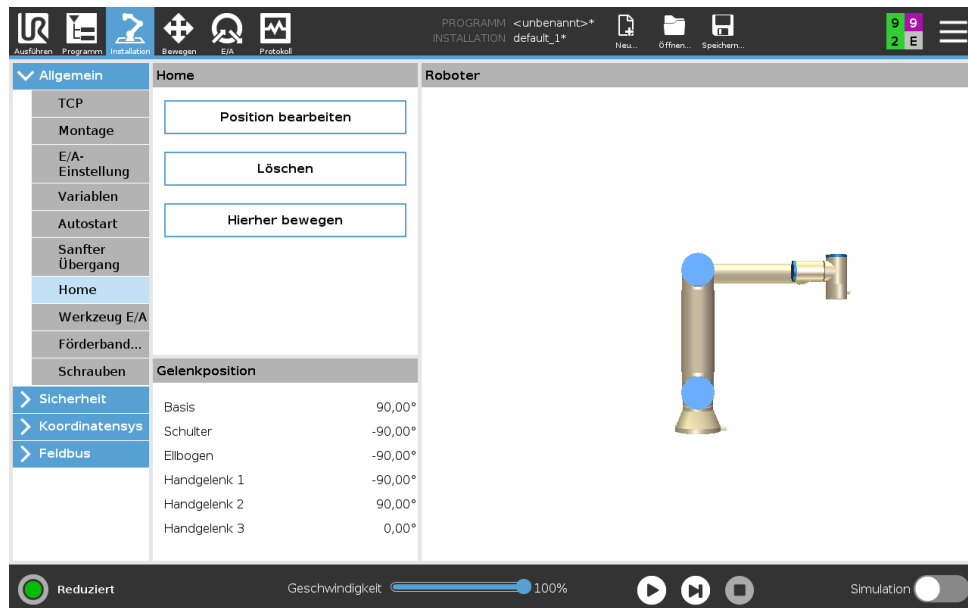 UR
Ausführen Programm Installation Bewegen E/A Protokoll
PROGRAMM <unbenannt>*
INSTALLATION default_1*
Neu... Öffnen... Speichern...
9 9
2 E
Allgemein
TCP
Montage
E/A-
Einstellung
Variablen
Autostart
Sanfter
Übergang
Home
Werkzeug E/A
Förderband...
Schrauben
Sicherheit
Koordinatensys
Feldbus
Home
Position bearbeiten
Löschen
Hierher bewegen
Gelenkposition
Basis 90,00°
Schulter -90,00°
Ellbogen -90,00°
Handgelenk 1 -90,00°
Handgelenk 2 90,00°
Handgelenk 3 0,00°
Roboter
Reduziert
Geschwindigkeit 100%
Simulation